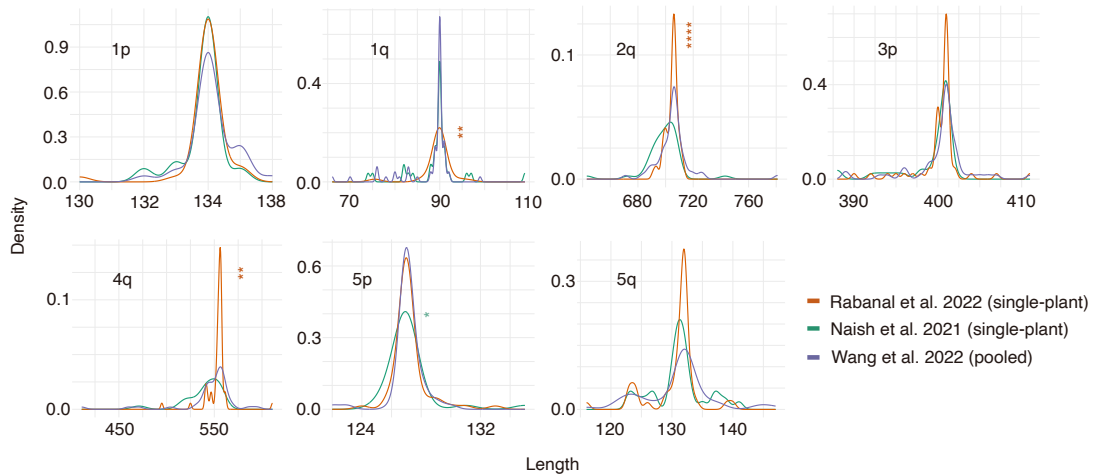 Density
1p
0.9
0.6
0.3
0.0
130 132 134 136 138
1q
0.4
0.0
70 90 110
**
2q
0.1
0.0
680 720 760
****
3p
0.4
0.0
390 400 410
4q
0.1
0.0
450 550
**
5p
0.6
0.3
0.0
124 132
*
5q
0.3
0.0
120 130 140
Rabanal et al. 2022 (single-plant)
Naish et al. 2021 (single-plant)
Wang et al. 2022 (pooled)
Length